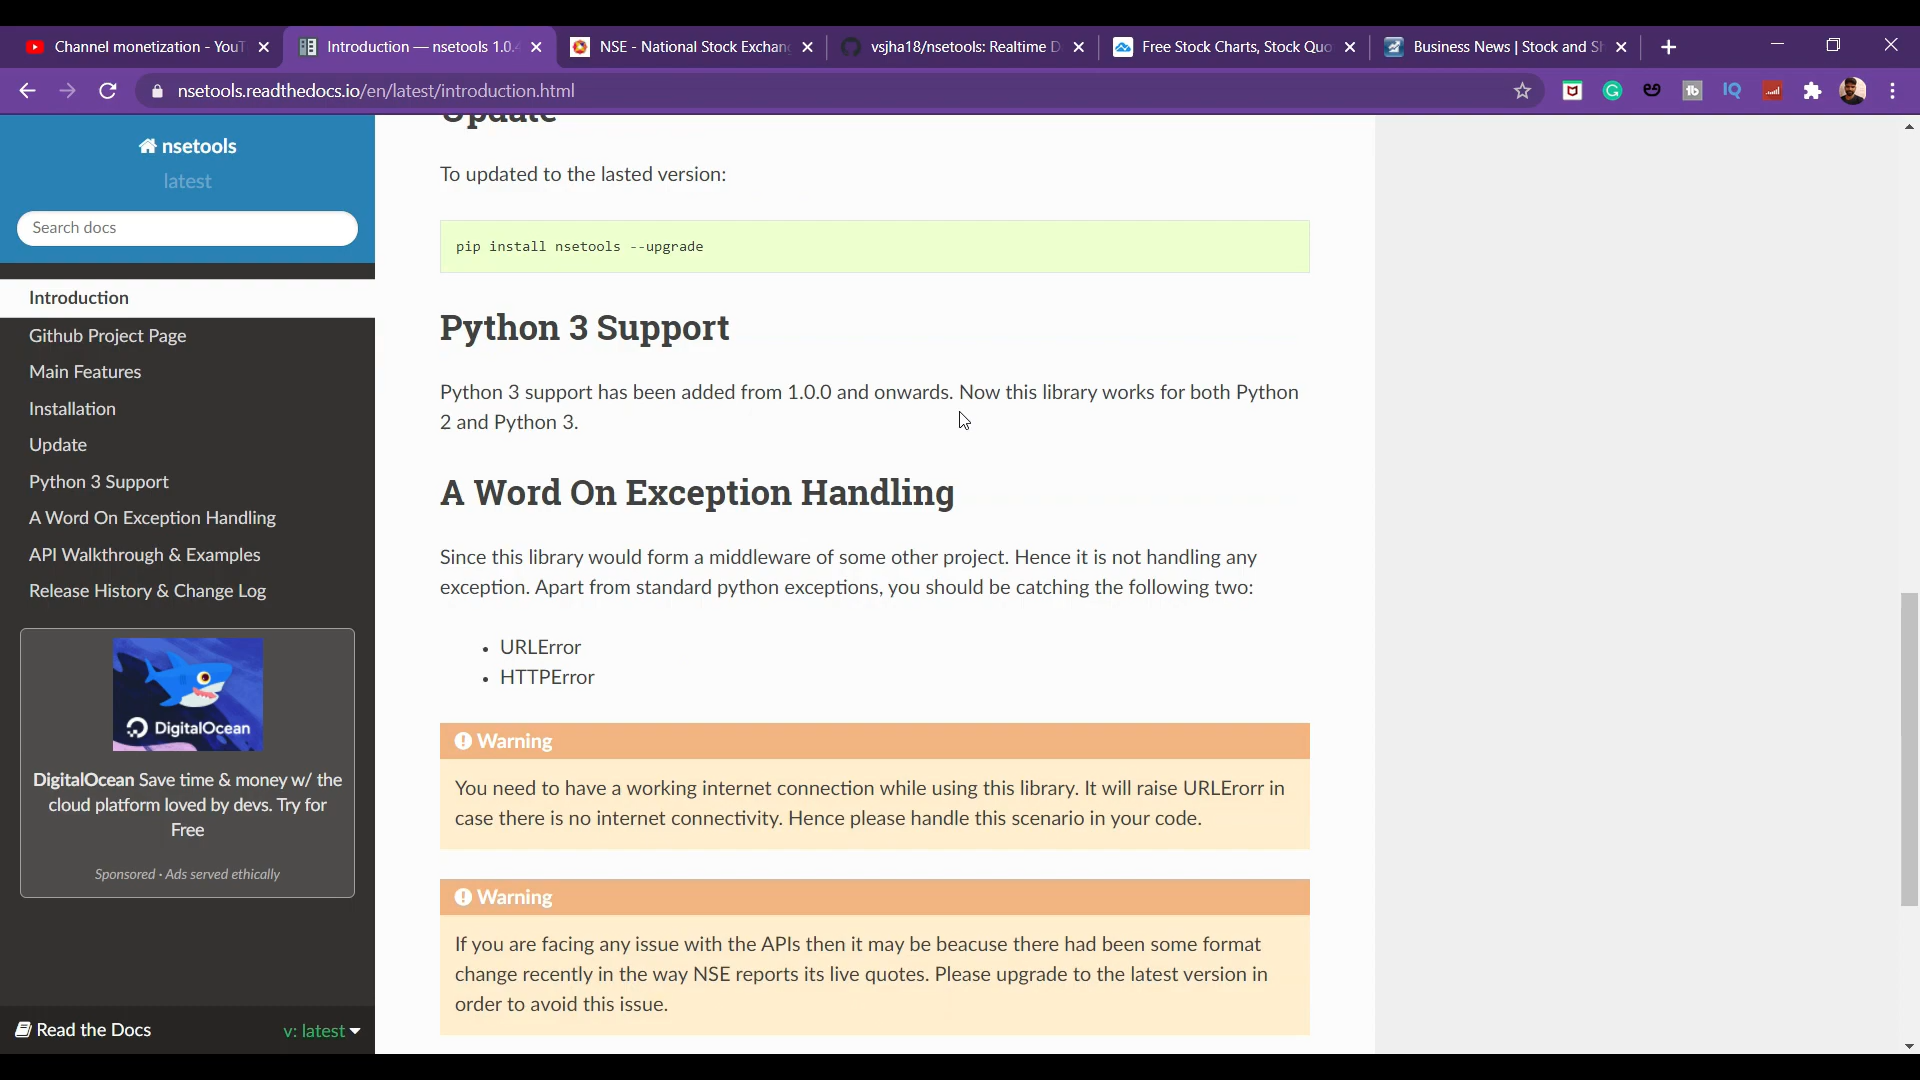 Channel monetization - YouT
Introduction — nsetools 1.0.4
NSE - National Stock Exchang
vsjha18/nsetools: Realtime D
Free Stock Charts, Stock Quo
Business News | Stock and Sh
nsetools.readthedocs.io/en/latest/introduction.html
nsetools
latest
Search docs
Introduction
Github Project Page
Main Features
Installation
Update
Python 3 Support
A Word On Exception Handling
API Walkthrough & Examples
Release History & Change Log
DigitalOcean
DigitalOcean Save time & money w/ the
cloud platform loved by devs. Try for
Free
Sponsored · Ads served ethically
Read the Docs
v: latest
Update
To updated to the lasted version:
pip install nsetools --upgrade
Python 3 Support
Python 3 support has been added from 1.0.0 and onwards. Now this library works for both Python
2 and Python 3.
A Word On Exception Handling
Since this library would form a middleware of some other project. Hence it is not handling any
exception. Apart from standard python exceptions, you should be catching the following two:
• URLError
• HTTPError
Warning
You need to have a working internet connection while using this library. It will raise URLErorr in
case there is no internet connectivity. Hence please handle this scenario in your code.
Warning
If you are facing any issue with the APIs then it may be beacuse there had been some format
change recently in the way NSE reports its live quotes. Please upgrade to the latest version in
order to avoid this issue.